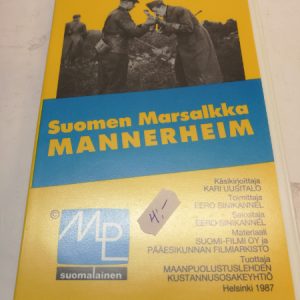 Suomen Marsalkka
MANNERHEIM
Käsikirjoittaja
KARI UUSITALO
Toimittaja
EERO SINIKANNEL
Selostaja
EERO SINIKANNEL
Materiaali
SUOMI-FILMI OY ja
PÄÄESIKUNNAN FILMIARKISTO
Tuottaja
MAANPUOLUSTUSLEHDEN
KUSTANNUSOSAKEYHTIÖ
Helsinki 1987
©
MPL
suomalainen
4,-